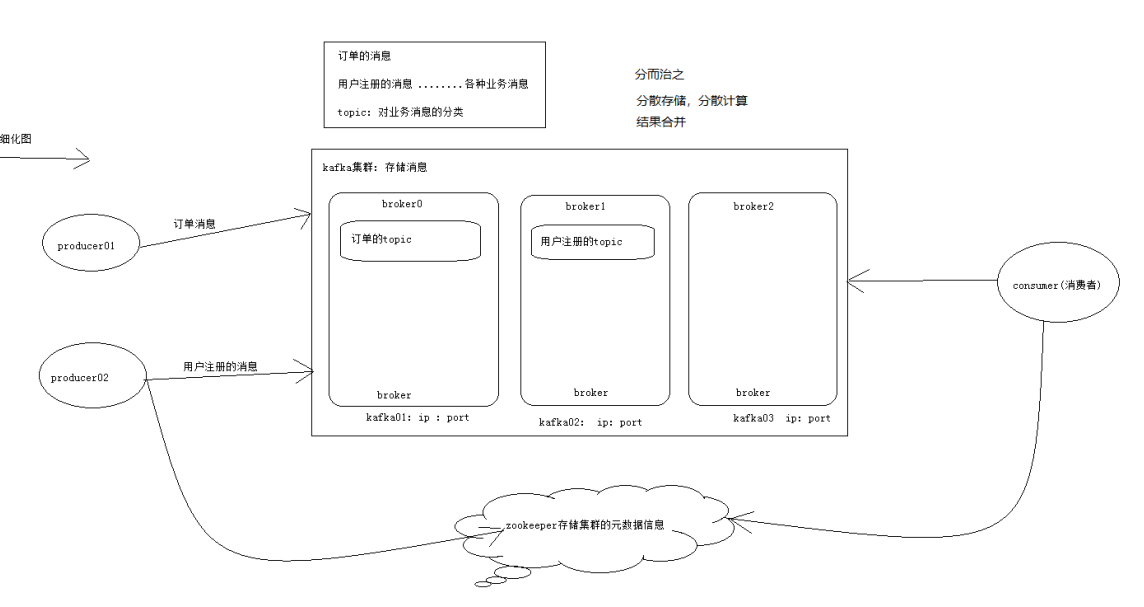 订单的消息
用户注册的消息 ........各种业务消息
topic: 对业务消息的分类
分而治之
分散存储，分散计算
结果合并
细化图
kafka集群: 存储消息
broker0
broker1
broker2
订单的topic
用户注册的topic
订单消息
producer01
consumer(消费者)
用户注册的消息
producer02
broker
broker
broker
kafka01: ip : port
kafka02: ip: port
kafka03 ip: port
zookeeper存储集群的元数据信息